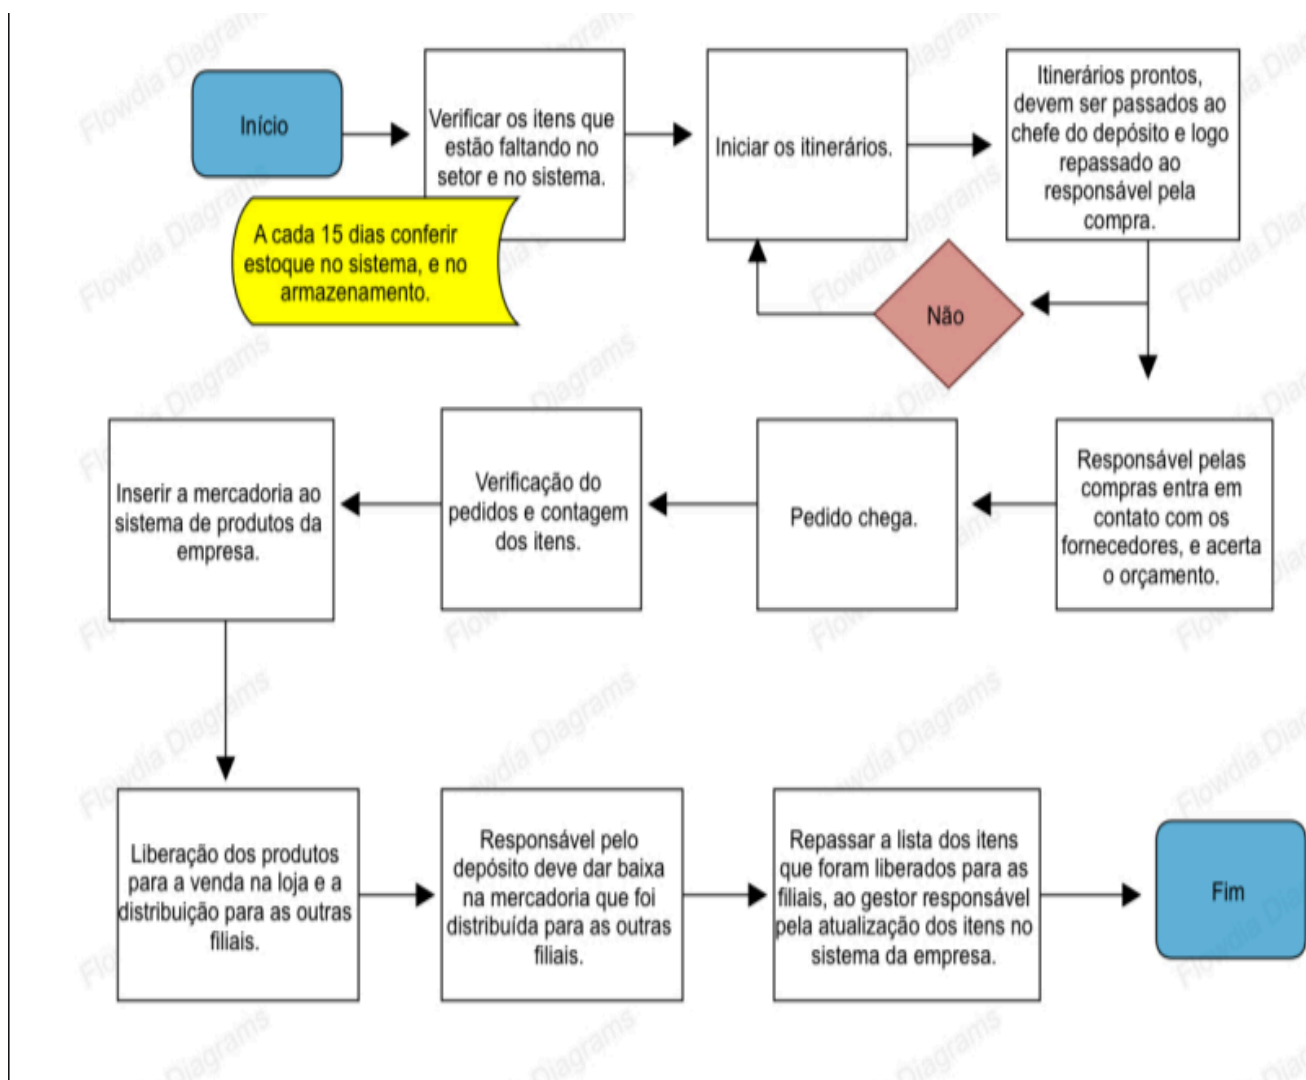 Início
Verificar os itens que
estão faltando no
setor e no sistema.
A cada 15 dias conferir
estoque no sistema, e no
armazenamento.
Iniciar os itinerários.
Itinerários prontos,
devem ser passados ao
chefe do depósito e logo
repassado ao
responsável pela
compra.
Não
Responsável pelas
compras entra em
contato com os
fornecedores, e acerta
o orçamento.
Pedido chega.
Verificação do
pedidos e contagem
dos itens.
Inserir a mercadoria ao
sistema de produtos da
empresa.
Liberação dos produtos
para a venda na loja e a
distribuição para as outras
filiais.
Responsável pelo
depósito deve dar baixa
na mercadoria que foi
distribuída para as outras
filiais.
Repassar a lista dos itens
que foram liberados para as
filiais, ao gestor responsável
pela atualização dos itens no
sistema da empresa.
Fim
Flowdia Diagrams